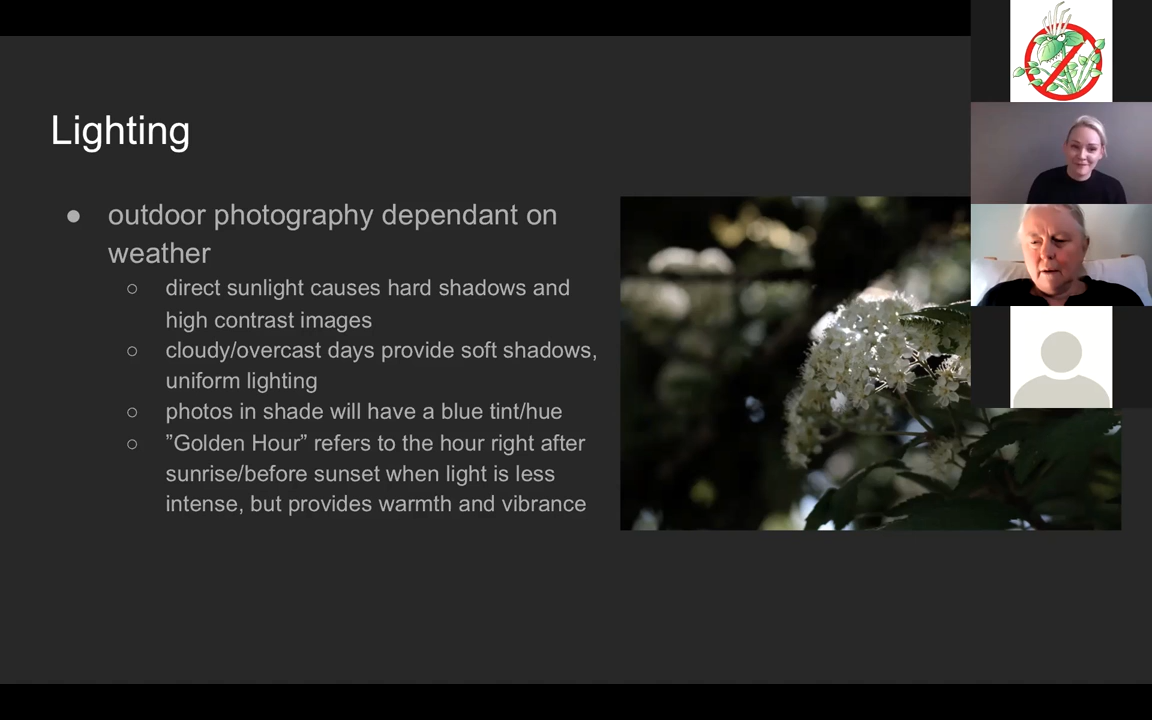 Lighting
● outdoor photography dependant on
weather
○ direct sunlight causes hard shadows and
high contrast images
○ cloudy/overcast days provide soft shadows,
uniform lighting
○ photos in shade will have a blue tint/hue
○ ”Golden Hour” refers to the hour right after
sunrise/before sunset when light is less
intense, but provides warmth and vibrance